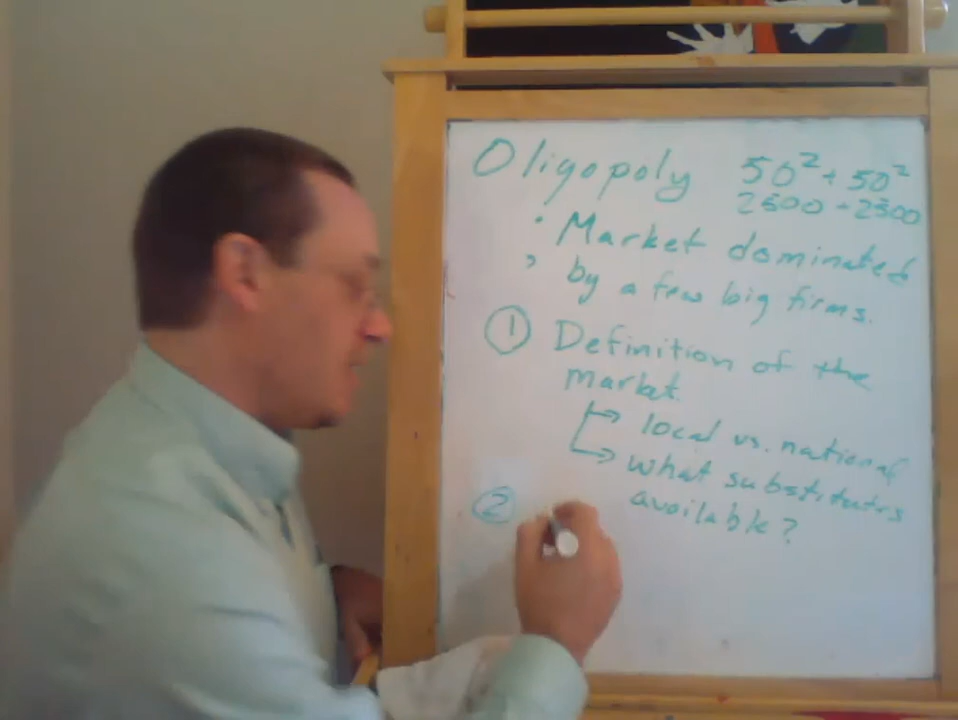 Oligopoly 50² + 50²
2500 - 2500
• Market dominated
by a few big firms.
① Definition of the
market
↳ local vs. national
↳ what substitutes
available?
②